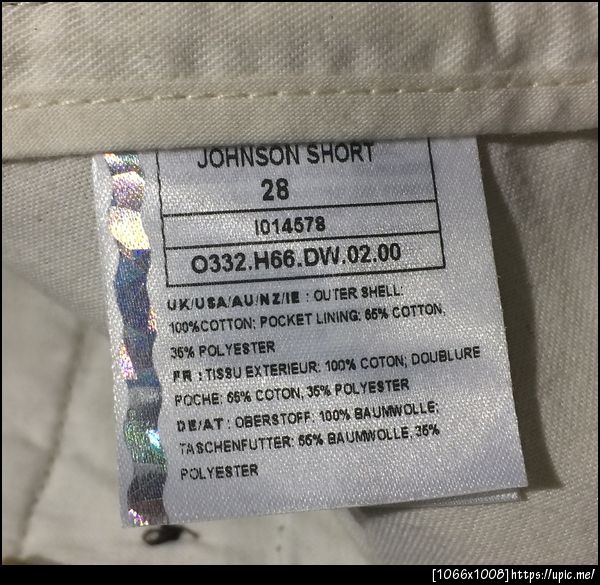 JOHNSON SHORT
28
I014578
O332.H66.DW.02.00
UK/USA/AU/NZ/IE : OUTER SHELL:
100%COTTON; POCKET LINING: 65% COTTON,
35% POLYESTER
FR : TISSU EXTERIEUR: 100% COTON; DOUBLURE
POCHE: 65% COTON, 35% POLYESTER
DE/AT : OBERSTOFF: 100% BAUMWOLLE;
TASCHENFUTTER: 65% BAUMWOLLE, 35%
POLYESTER
[1066x1008]https://upic.me/